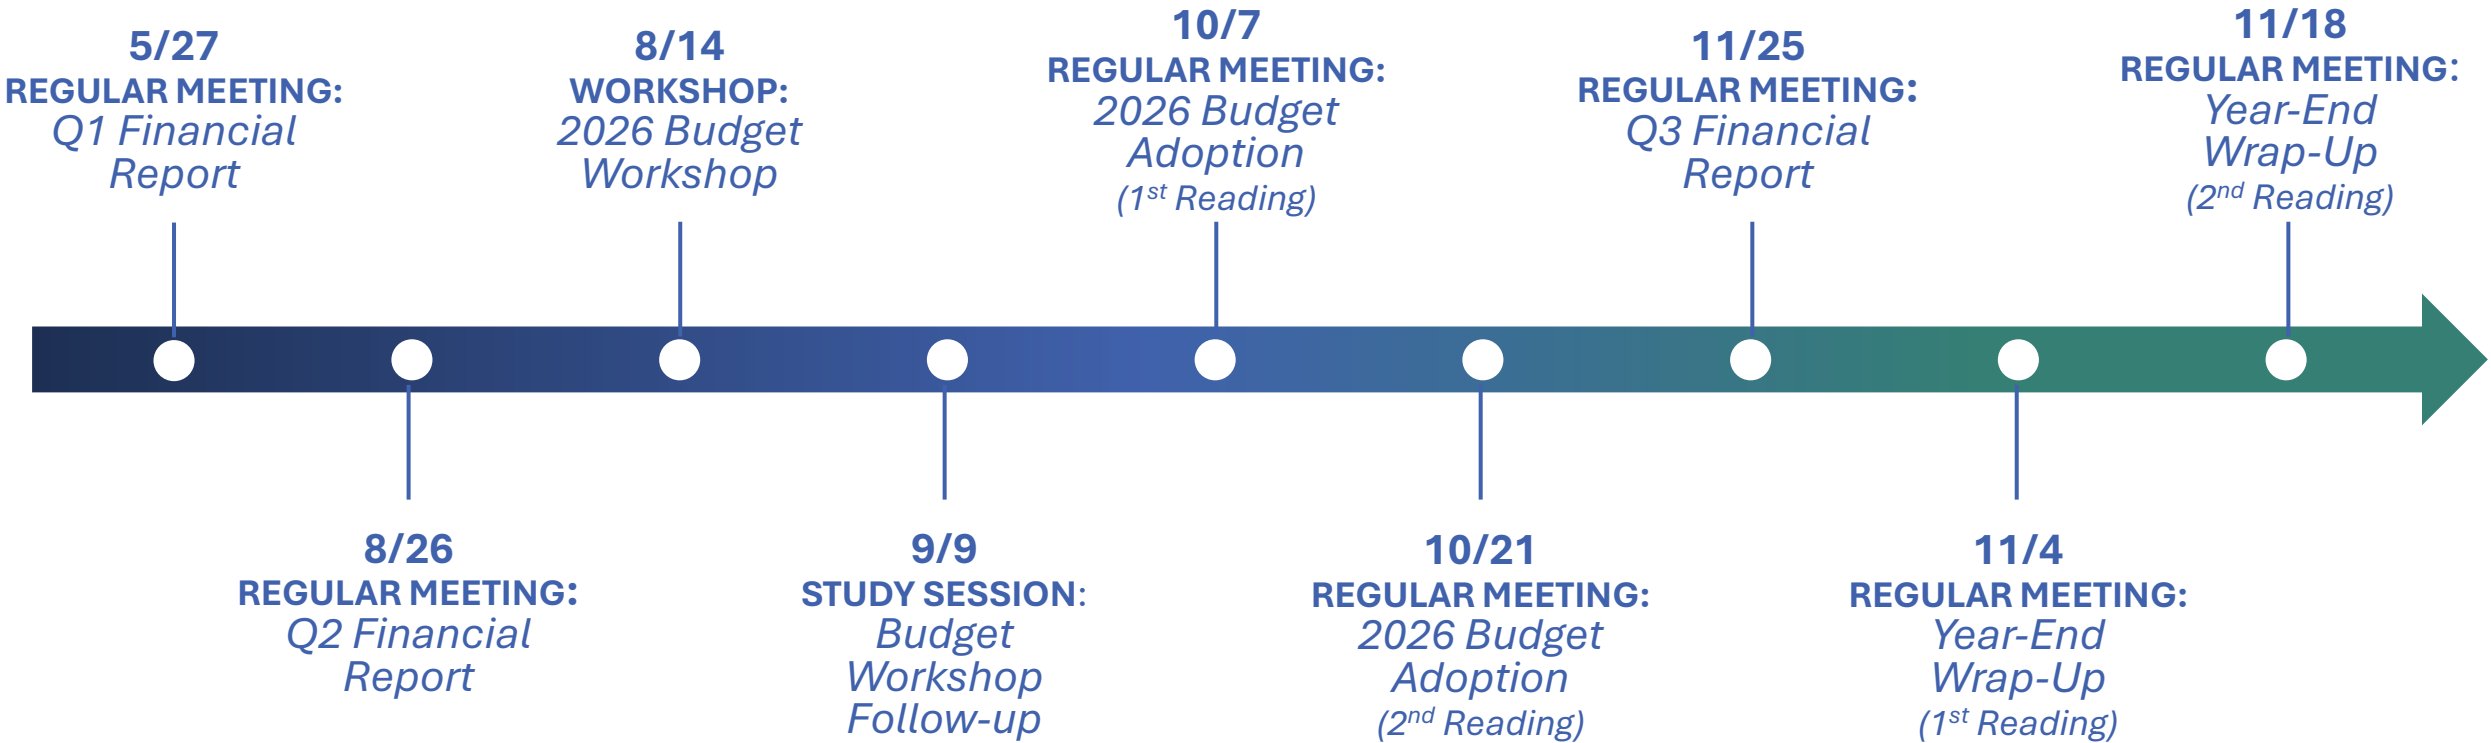 5/27
REGULAR MEETING:
Q1 Financial
Report
8/26
REGULAR MEETING:
Q2 Financial
Report
8/14
WORKSHOP:
2026 Budget
Workshop
9/9
STUDY SESSION:
Budget
Workshop
Follow-up
10/7
REGULAR MEETING:
2026 Budget
Adoption
(1st Reading)
10/21
REGULAR MEETING:
2026 Budget
Adoption
(2nd Reading)
11/25
REGULAR MEETING:
Q3 Financial
Report
11/4
REGULAR MEETING:
Year-End
Wrap-Up
(1st Reading)
11/18
REGULAR MEETING:
Year-End
Wrap-Up
(2nd Reading)